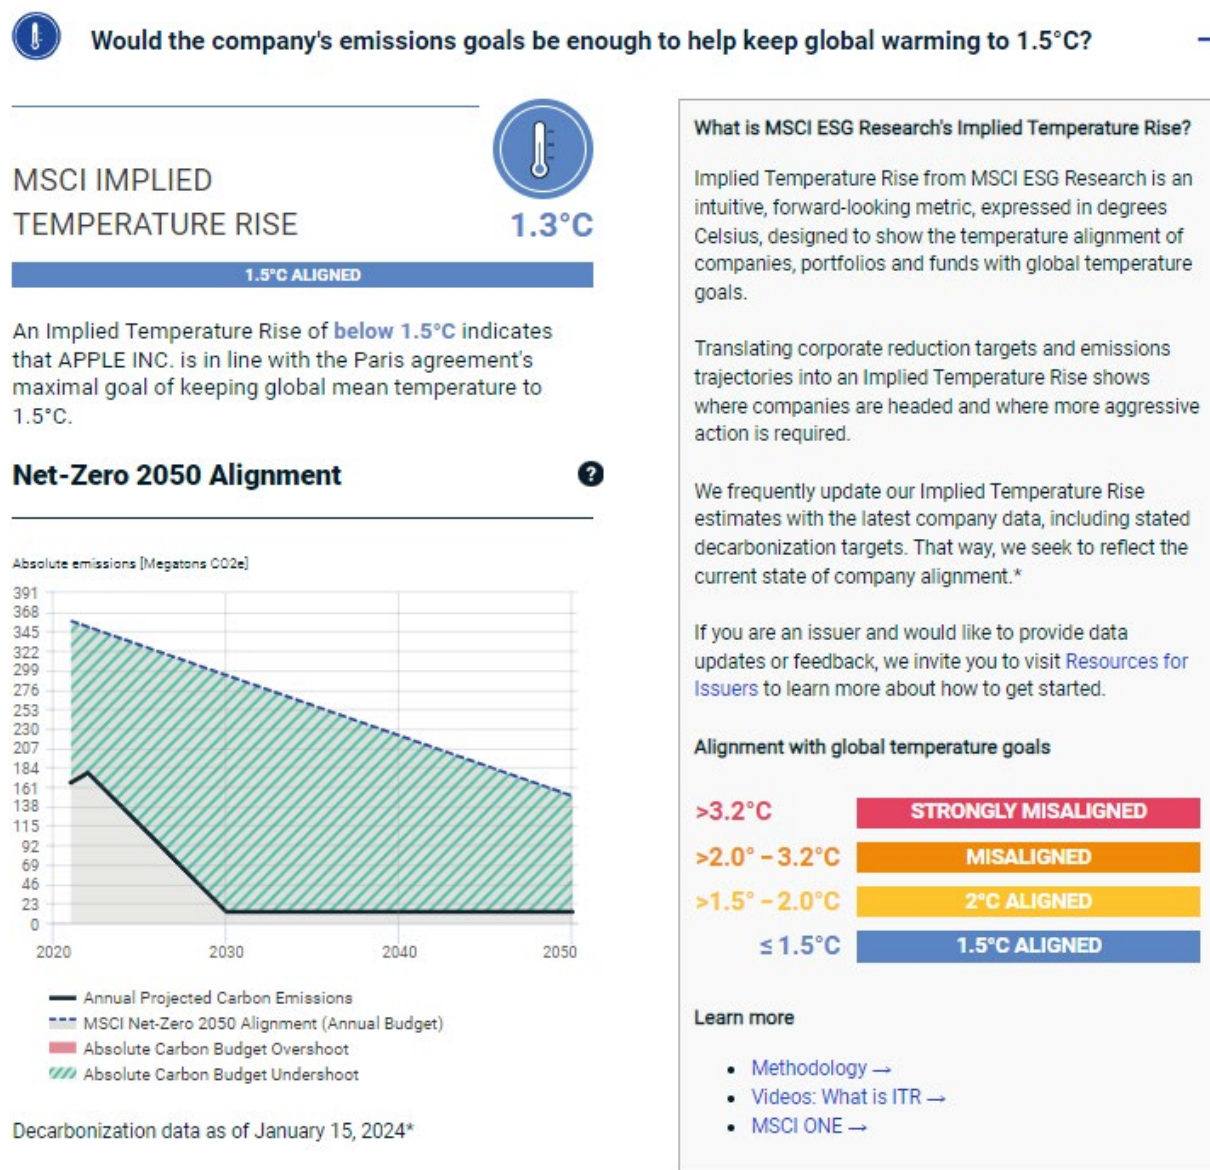 Would the company's emissions goals be enough to help keep global warming to 1.5°C?
MSCI IMPLIED
TEMPERATURE RISE
1.3°C
1.5°C ALIGNED
An Implied Temperature Rise of below 1.5°C indicates
that APPLE INC. is in line with the Paris agreement's
maximal goal of keeping global mean temperature to
1.5°C.
Net-Zero 2050 Alignment
?
Absolute emissions [Megatons CO2e]
391
368
345
322
299
276
253
230
207
184
161
138
115
92
69
46
23
0
2020 2030 2040 2050
Annual Projected Carbon Emissions
MSCI Net-Zero 2050 Alignment (Annual Budget)
Absolute Carbon Budget Overshoot
Absolute Carbon Budget Undershoot
Decarbonization data as of January 15, 2024*
What is MSCI ESG Research's Implied Temperature Rise?
Implied Temperature Rise from MSCI ESG Research is an
intuitive, forward-looking metric, expressed in degrees
Celsius, designed to show the temperature alignment of
companies, portfolios and funds with global temperature
goals.
Translating corporate reduction targets and emissions
trajectories into an Implied Temperature Rise shows
where companies are headed and where more aggressive
action is required.
We frequently update our Implied Temperature Rise
estimates with the latest company data, including stated
decarbonization targets. That way, we seek to reflect the
current state of company alignment.*
If you are an issuer and would like to provide data
updates or feedback, we invite you to visit Resources for
Issuers to learn more about how to get started.
Alignment with global temperature goals
>3.2°C STRONGLY MISALIGNED
>2.0° – 3.2°C MISALIGNED
>1.5° – 2.0°C 2°C ALIGNED
≤ 1.5°C 1.5°C ALIGNED
Learn more
• Methodology →
• Videos: What is ITR →
• MSCI ONE →